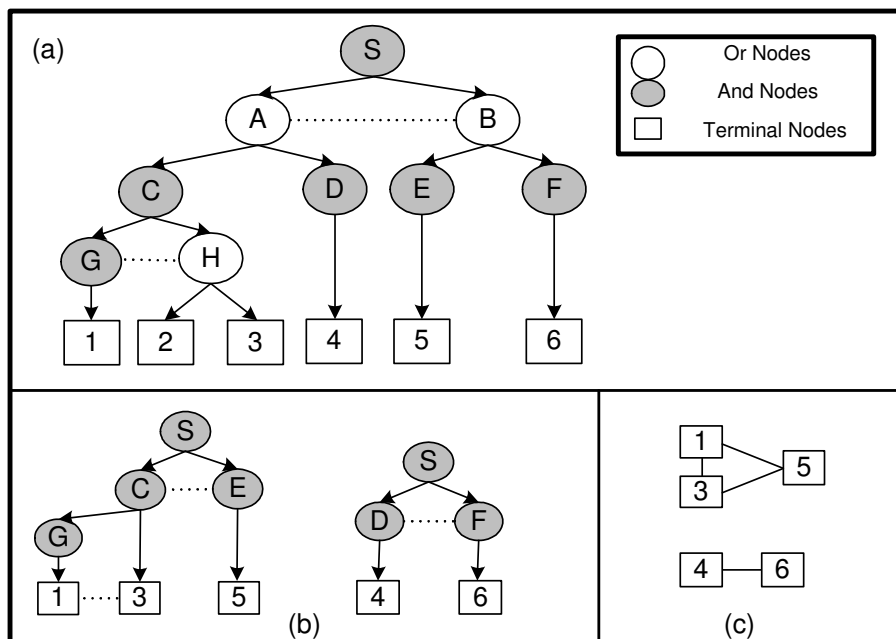 (a)
S
Or Nodes
And Nodes
Terminal Nodes
A
B
C
D
E
F
G
H
1
2
3
4
5
6
(b)
S
C
E
G
1
3
5
S
D
F
4
6
(c)
1
3
5
4
6